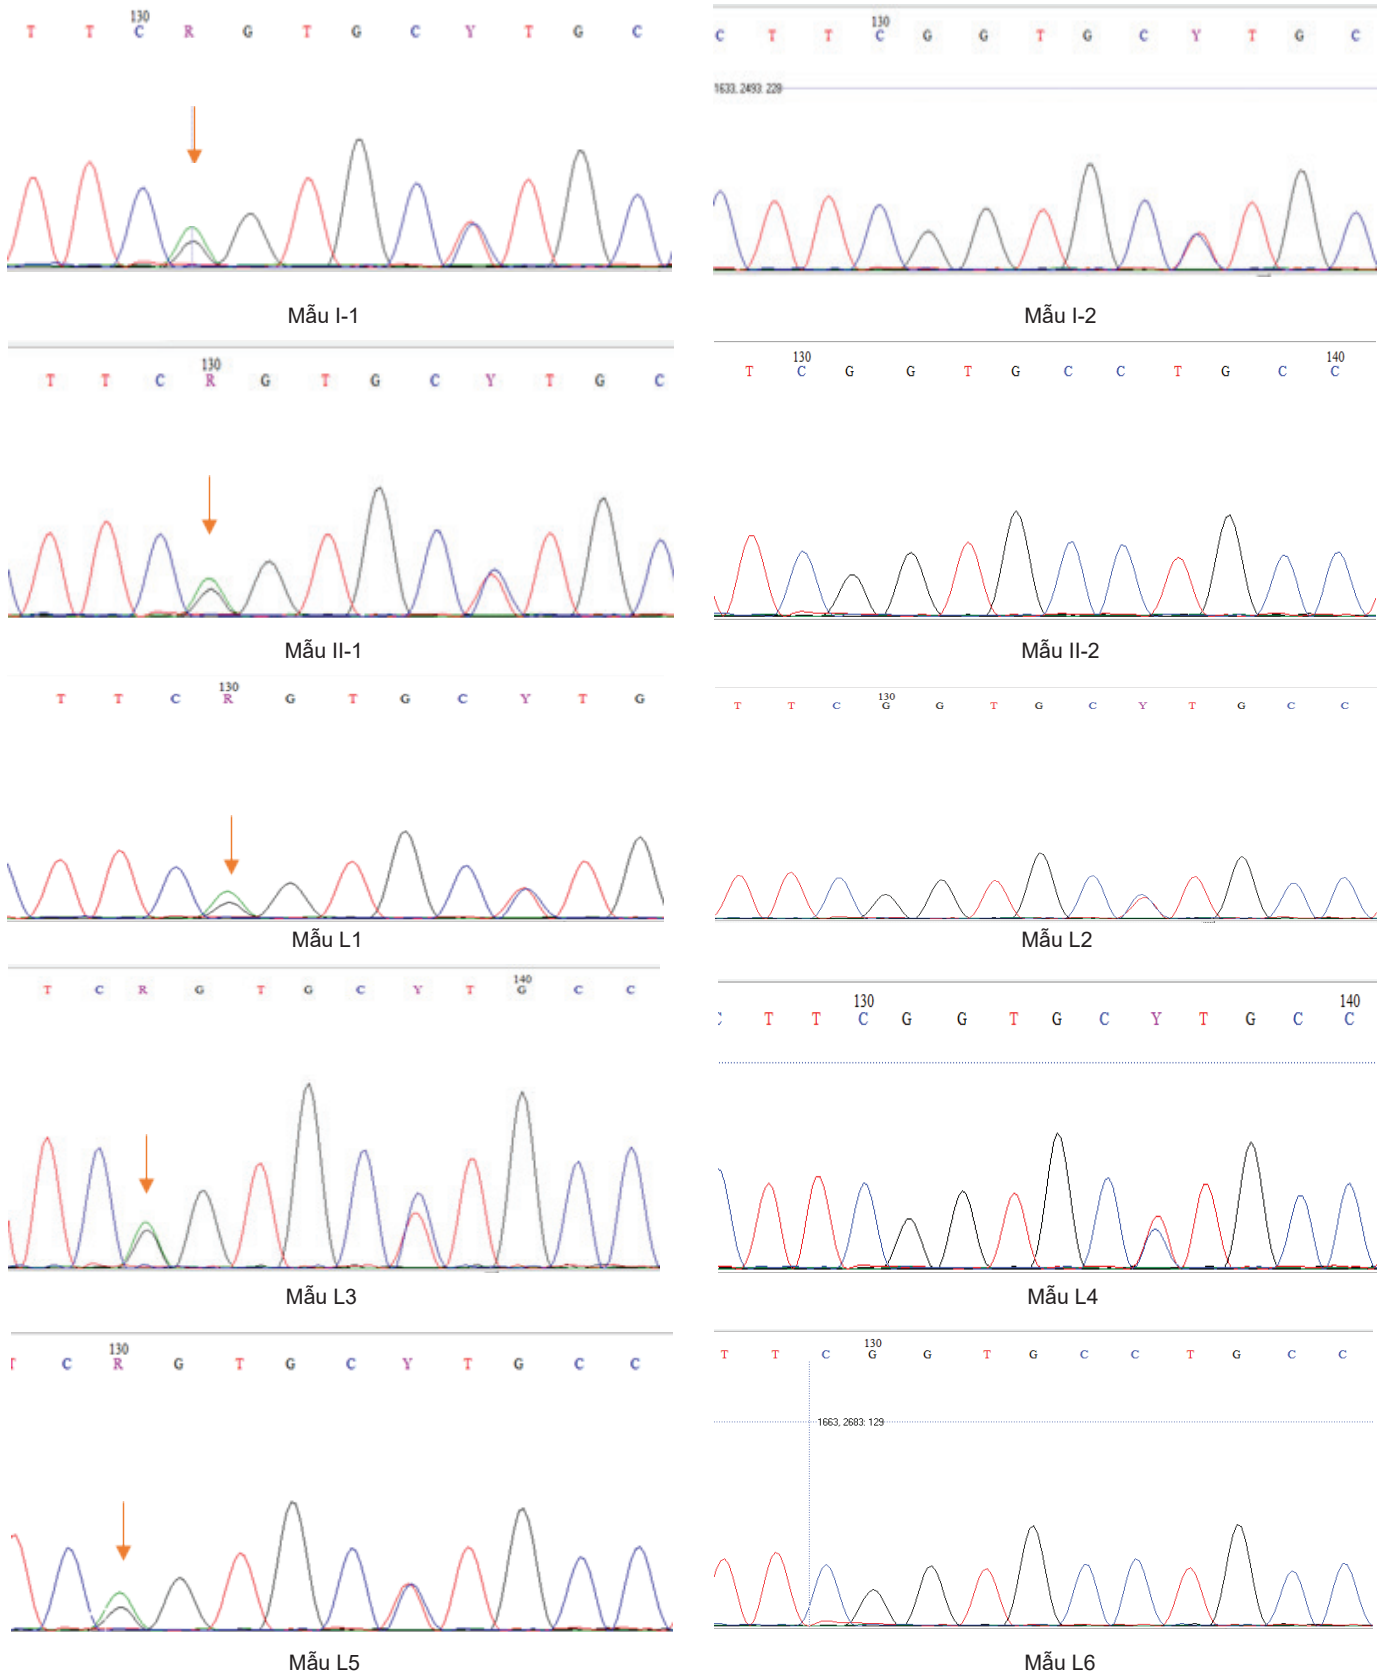 130
T T C R G T G C Y T G C
Mẫu I-1
130
C T T C G G T G C Y T G C
1633, 2493: 228
Mẫu I-2
130
T T C R G T G C Y T G C
Mẫu II-1
130 140
T C G G T G C C T G C C
Mẫu II-2
130
T T C R G T G C Y T G
Mẫu L1
130
T T C G G T G C Y T G C C
Mẫu L2
140
T C R G T G C Y T G C C
Mẫu L3
130 140
C T T C G G T G C Y T G C C
Mẫu L4
130
T C R G T G C Y T G C C
Mẫu L5
130
T T C G G T G C C T G C C
1663, 2683: 129
Mẫu L6